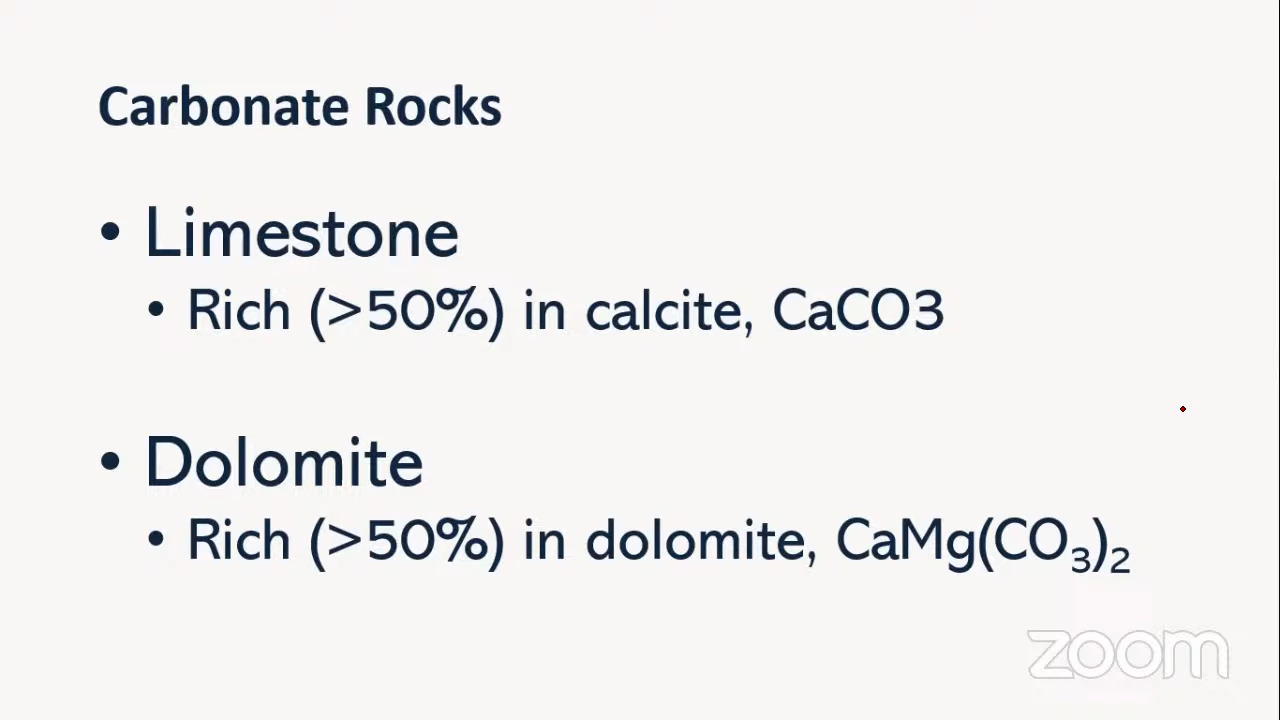 Carbonate Rocks
• Limestone
• Rich (>50%) in calcite, CaCO3
• Dolomite
• Rich (>50%) in dolomite, CaMg(CO₃)₂
zoom